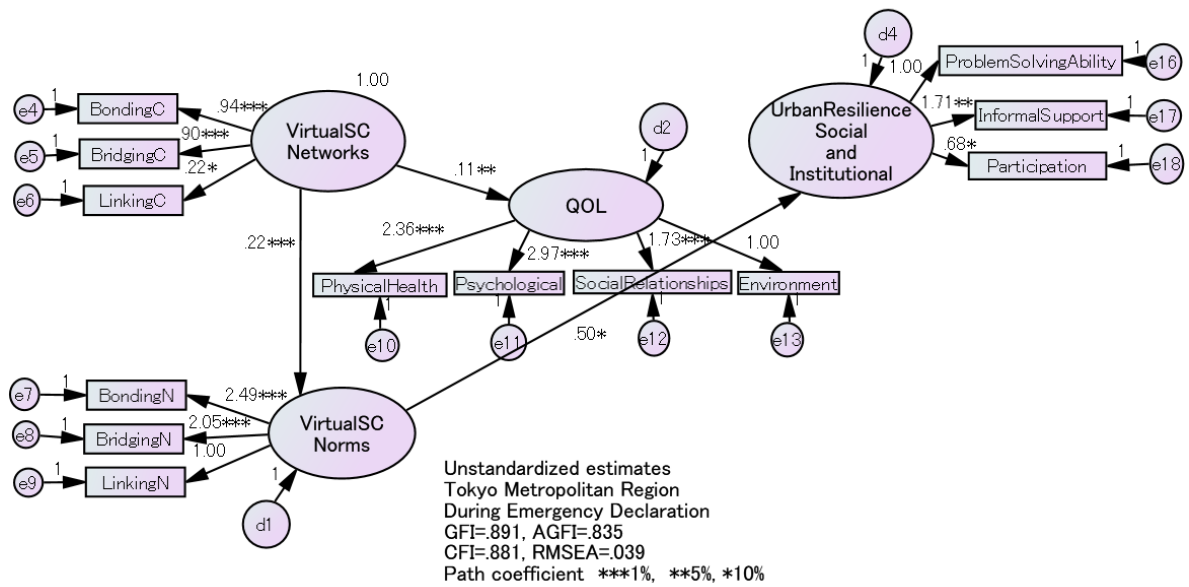 d4
1
1.00
ProblemSolvingAbility
1
e16
1.00
e4
1
BondingC
.94***
VirtualSC
Networks
UrbanResilience
Social
and
Institutional
1.71**
InformalSupport
1
e17
e5
1
BridgingC
90***
d2
1
.68*
Participation
1
e18
e6
1
LinkingC
.22*
.11**
QOL
.22***
2.36***
2.97***
1.73***
1.00
PhysicalHealth
Psychological
SocialRelationships
Environment
1
1
1
1
e10
e11
e12
e13
.50*
e7
1
BondingN
2.49***
VirtualSC
Norms
e8
1
BridgingN
2.05***
e9
1
LinkingN
1.00
1
d1
Unstandardized estimates
Tokyo Metropolitan Region
During Emergency Declaration
GFI=.891, AGFI=.835
CFI=.881, RMSEA=.039
Path coefficient ***1%, **5%, *10%